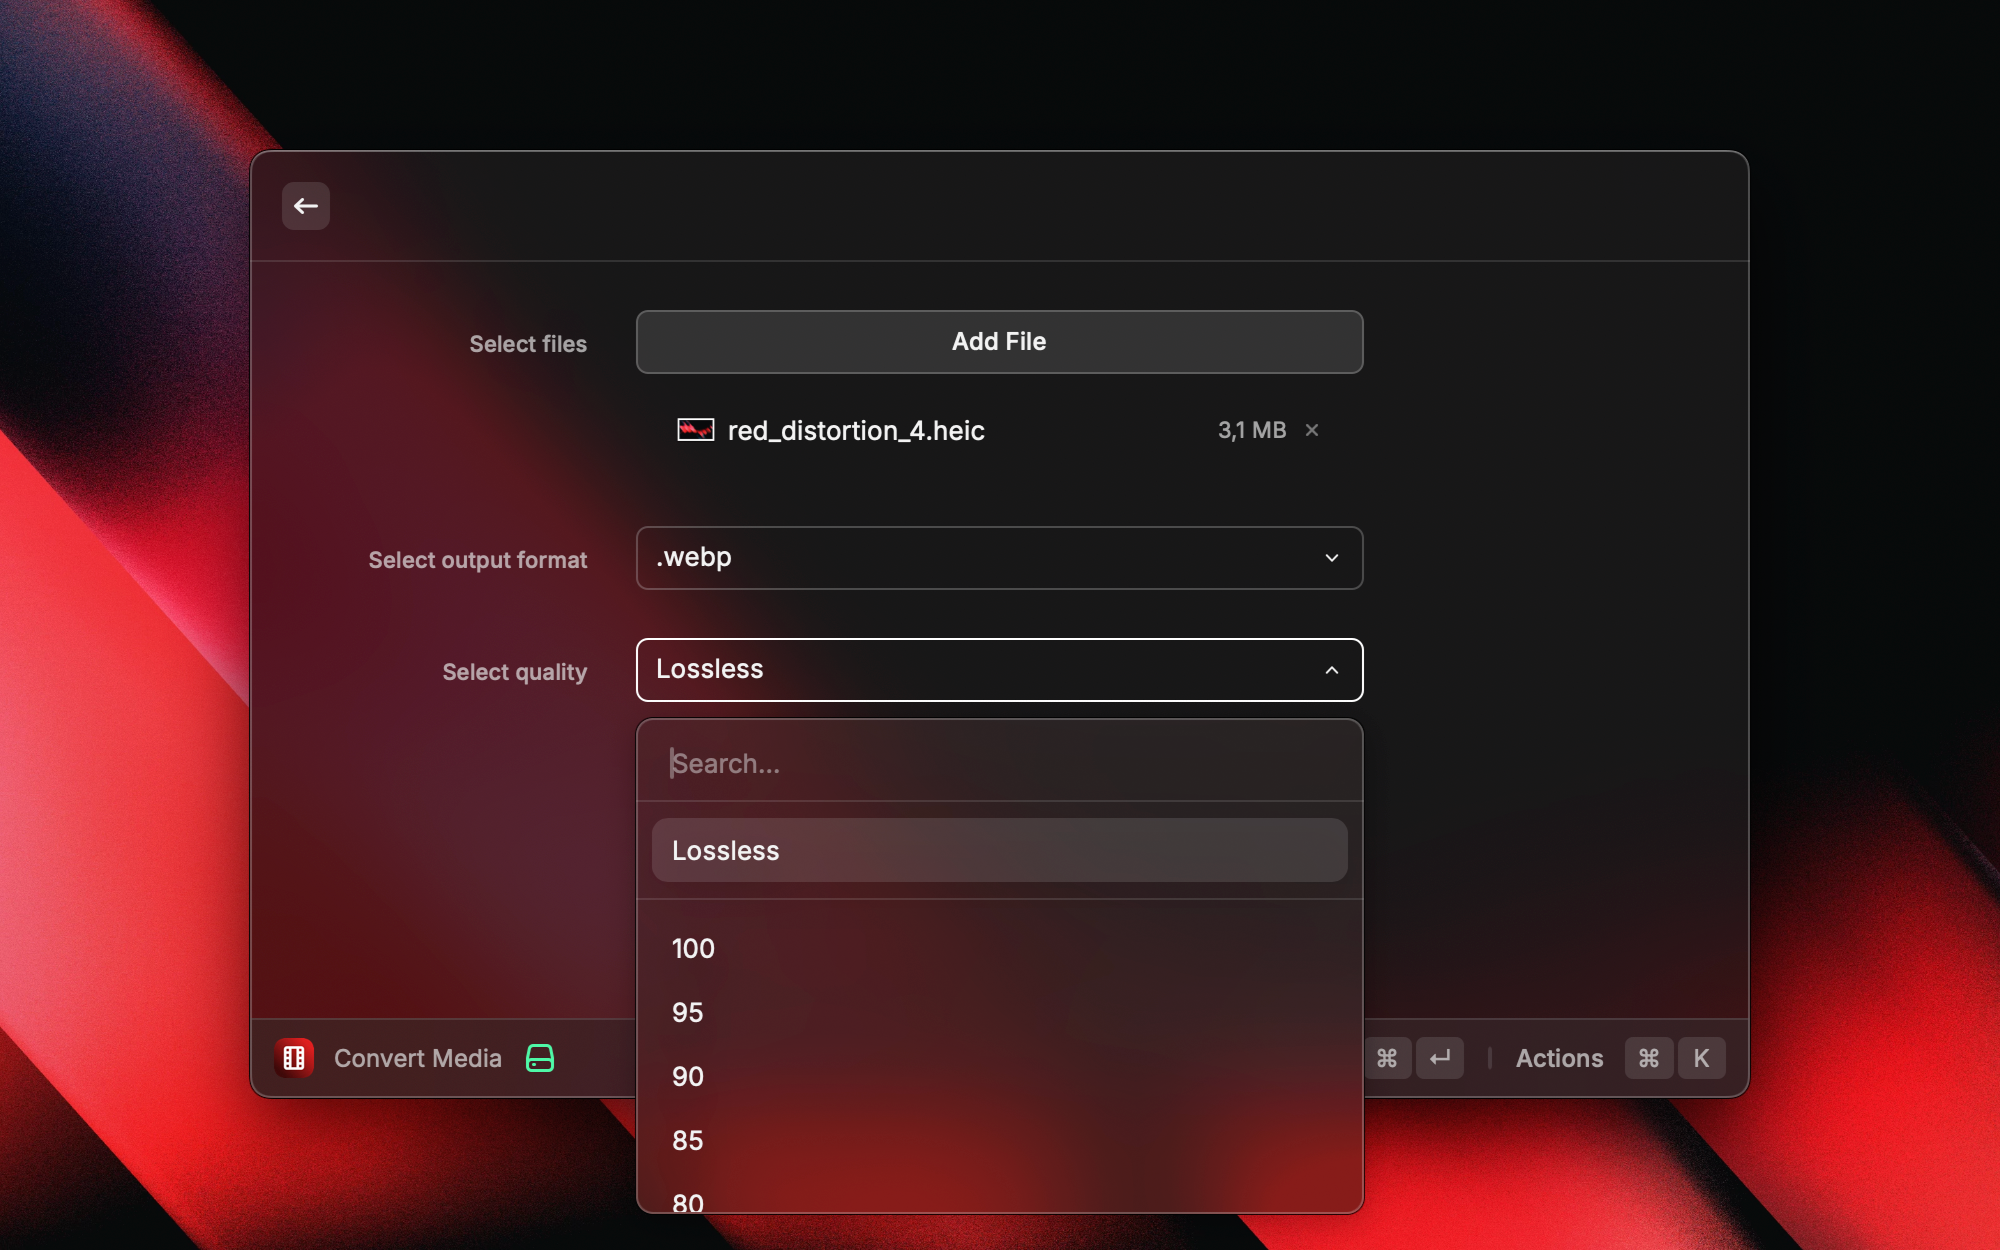 Select files
Add File
red_distortion_4.heic 3,1 MB ×
Select output format
.webp
Select quality
Lossless
Search...
Lossless
100
95
90
85
80
Convert Media
⌘ ↵ | Actions ⌘ K